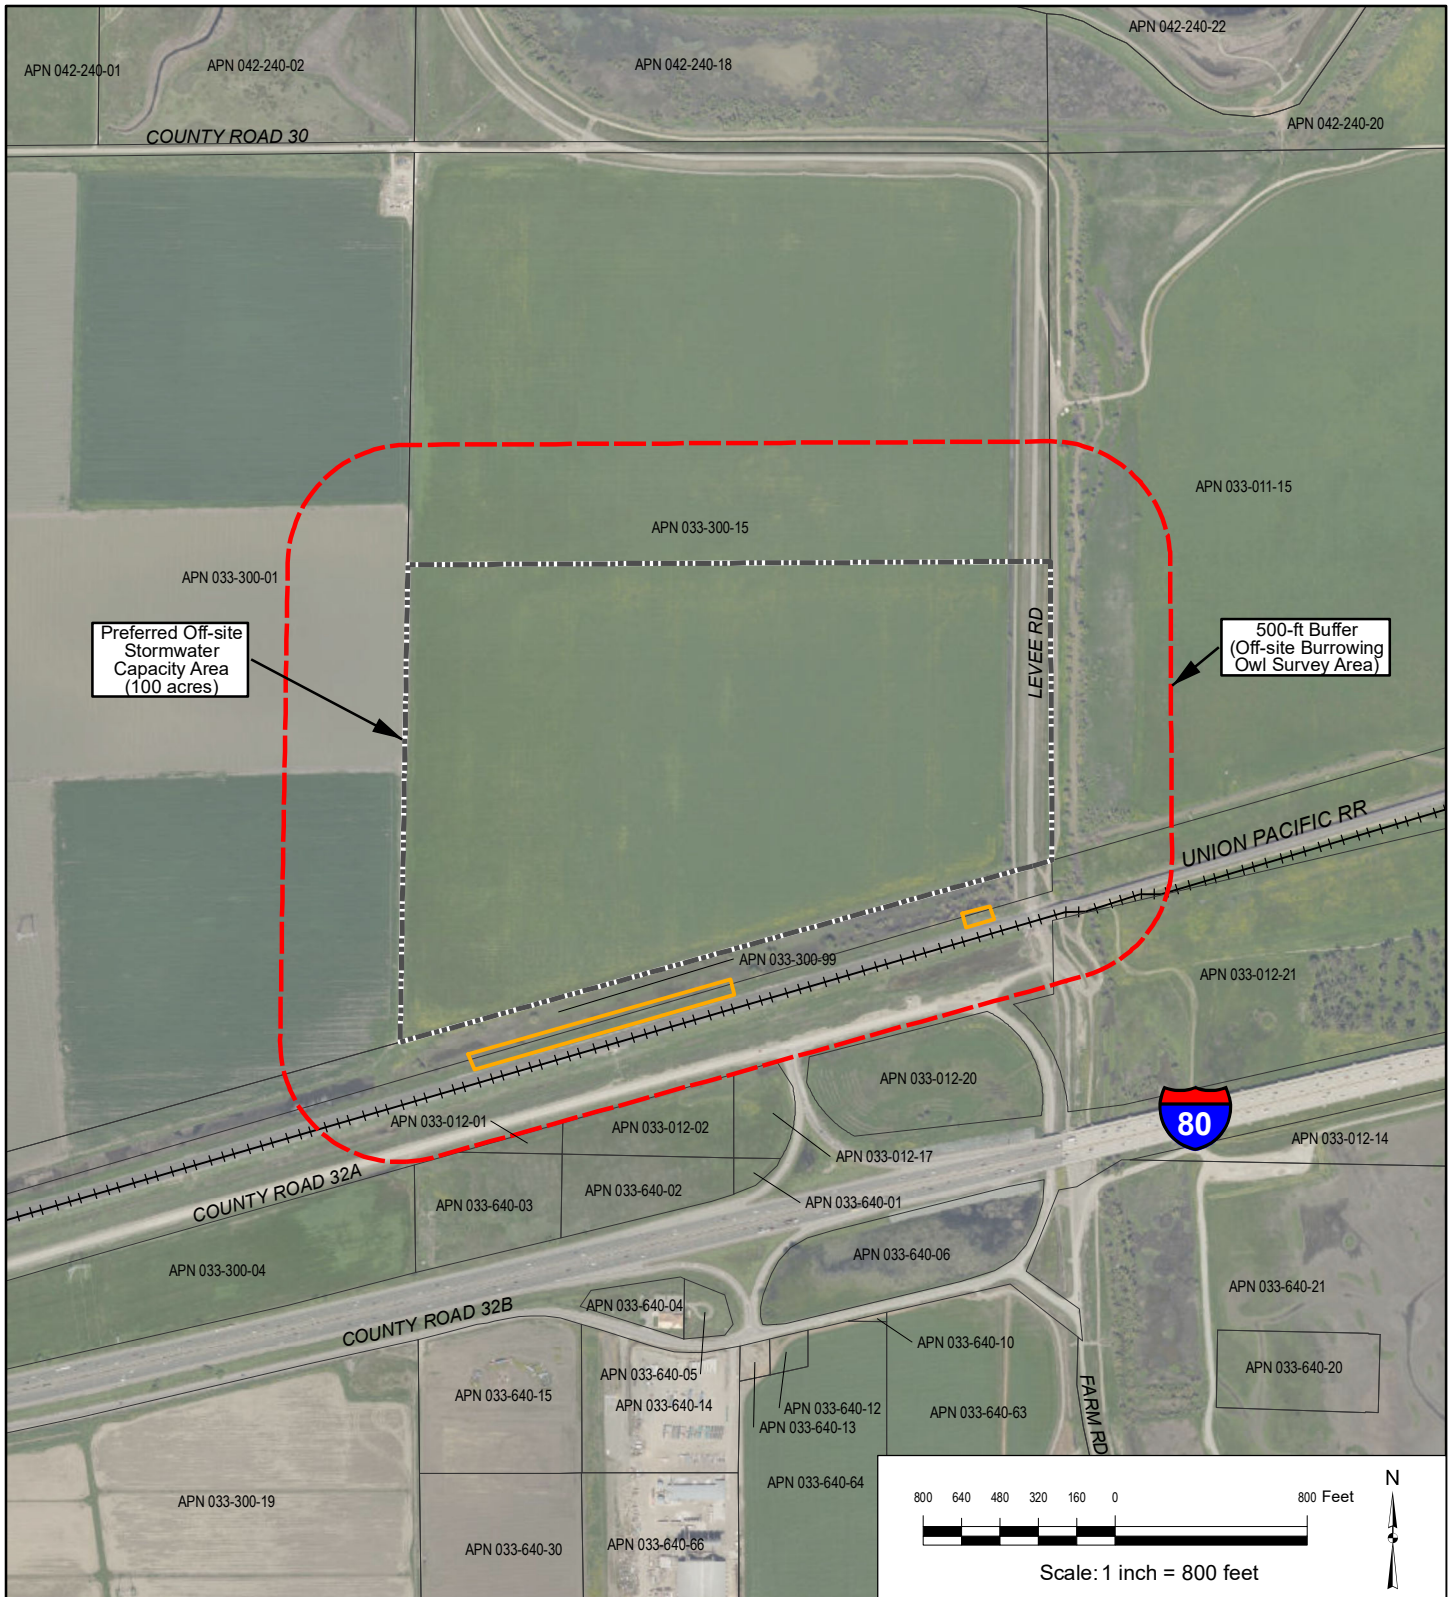 APN 042-240-22
APN 042-240-01
APN 042-240-02
APN 042-240-18
APN 042-240-20
COUNTY ROAD 30
APN 033-011-15
APN 033-300-15
APN 033-300-01
Preferred Off-site
Stormwater
Capacity Area
(100 acres)
LEVEE RD
500-ft Buffer
(Off-site Burrowing
Owl Survey Area)
UNION PACIFIC RR
APN 033-300-99
APN 033-012-21
APN 033-012-20
APN 033-012-01
APN 033-012-02
80
APN 033-012-14
APN 033-012-17
COUNTY ROAD 32A
APN 033-640-03
APN 033-640-02
APN 033-640-01
APN 033-640-06
APN 033-300-04
APN 033-640-21
COUNTY ROAD 32B
APN 033-640-04
APN 033-640-10
APN 033-640-05
APN 033-640-20
APN 033-640-15
APN 033-640-14
APN 033-640-12
APN 033-640-13
APN 033-640-63
FARM RD
APN 033-640-64
APN 033-300-19
APN 033-640-30
APN 033-640-66
800 640 480 320 160 0 800 Feet
N
Scale: 1 inch = 800 feet